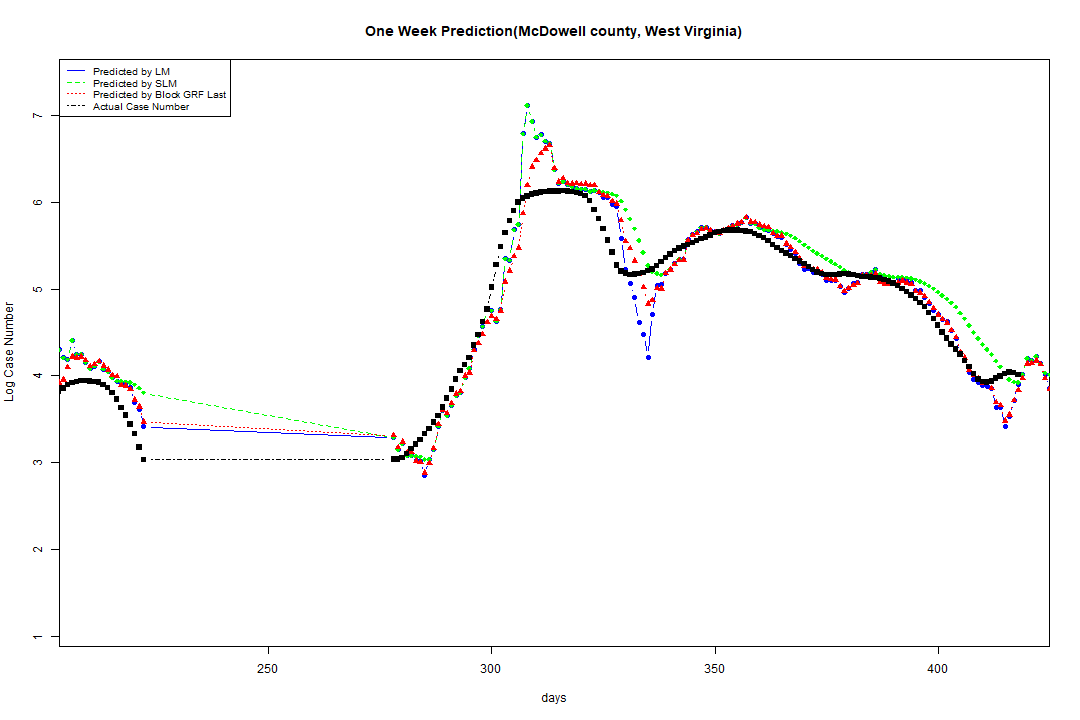 One Week Prediction(McDowell county, West Virginia)
Predicted by LM
Predicted by SLM
Predicted by Block GRF Last
Actual Case Number
7
6
5
4
3
2
1
Log Case Number
250
300
350
400
days